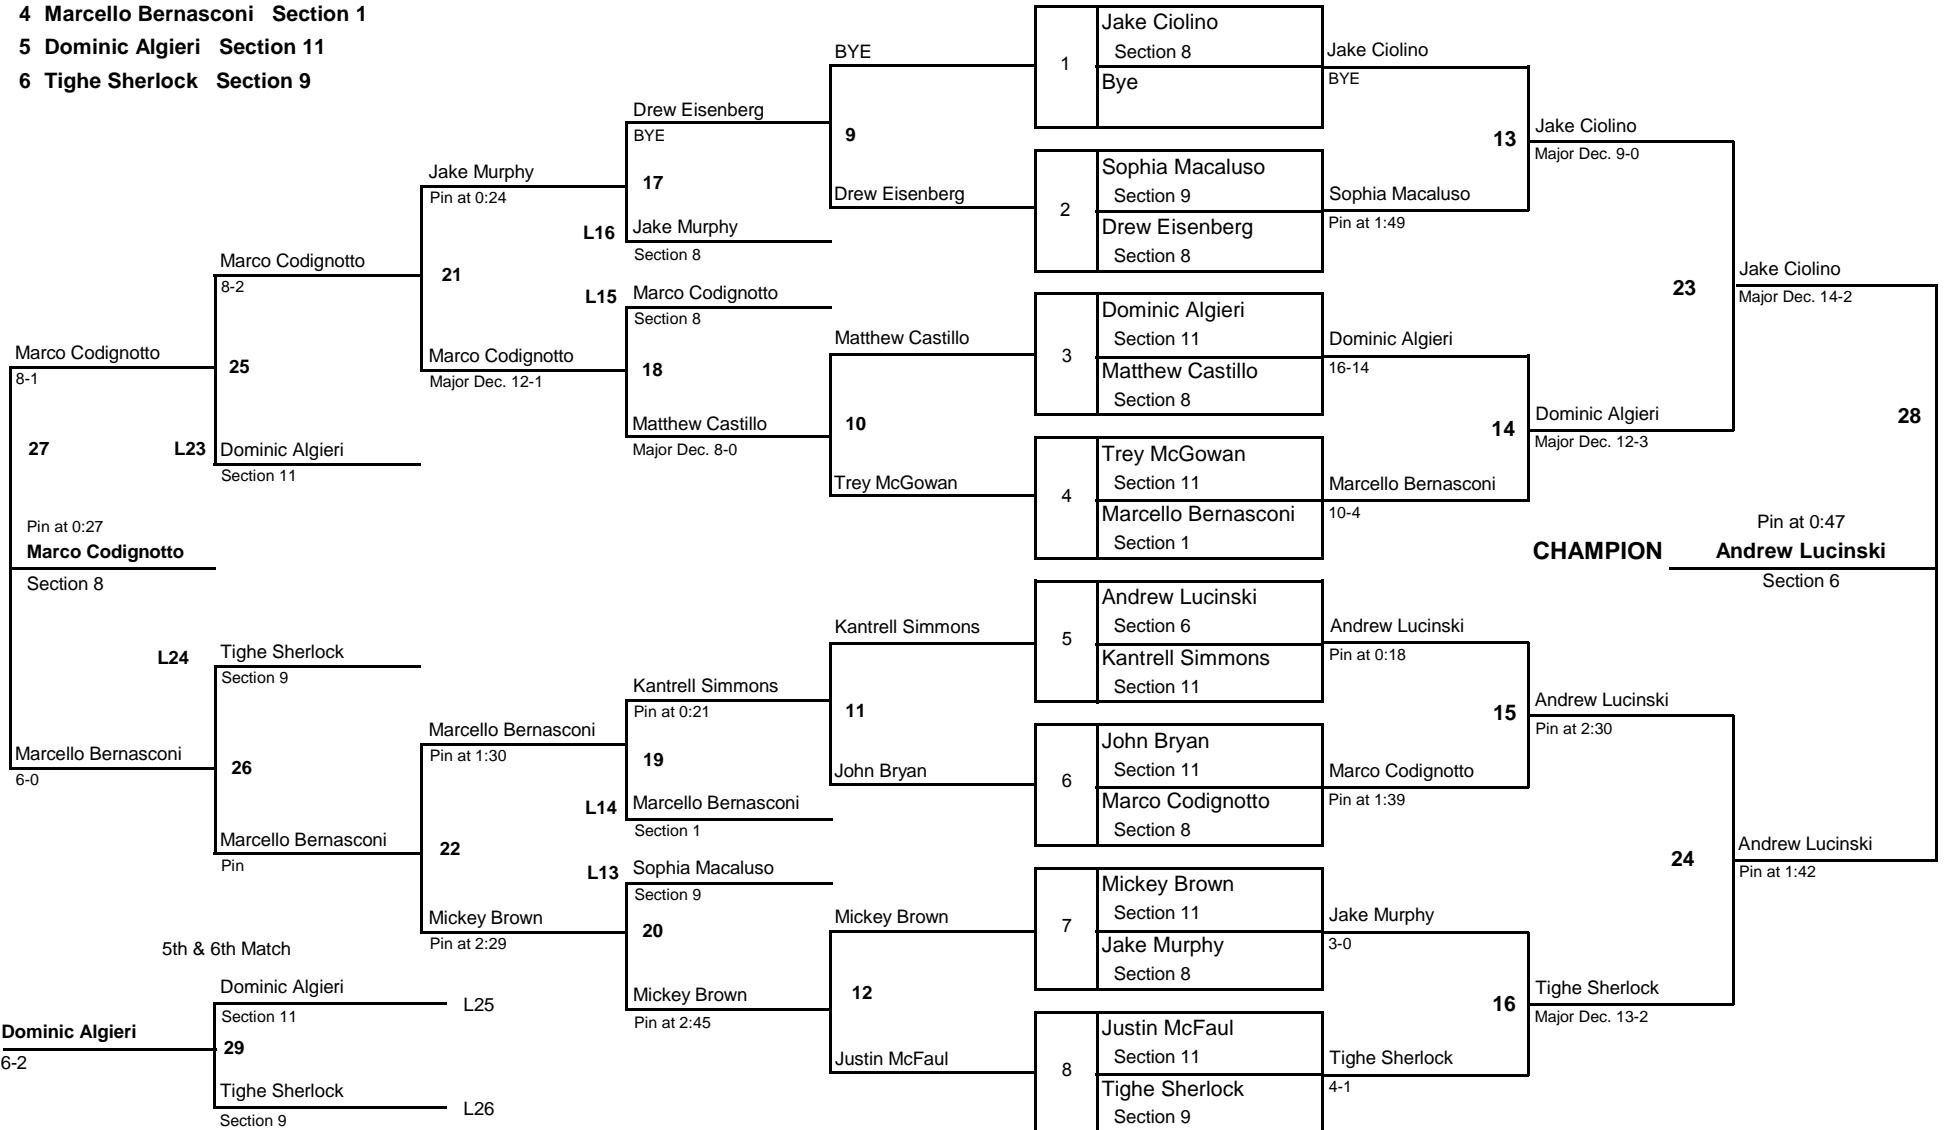 4 Marcello Bernasconi Section 1
5 Dominic Algieri Section 11
6 Tighe Sherlock Section 9
Marco Codignotto
8-1
27
Pin at 0:27
Marco Codignotto
Section 8
Marcello Bernasconi
6-0
5th & 6th Match
Dominic Algieri
6-2
Marco Codignotto
8-2
25
L23 Dominic Algieri
Section 11
L24
Tighe Sherlock
Section 9
26
Marcello Bernasconi
Pin
Dominic Algieri
L25
Section 11
29
Tighe Sherlock
L26
Section 9
Jake Murphy
Pin at 0:24
21
Marco Codignotto
Major Dec. 12-1
Marcello Bernasconi
Pin at 1:30
22
Mickey Brown
Pin at 2:29
Drew Eisenberg
BYE
17
L16 Jake Murphy
Section 8
L15 Marco Codignotto
Section 8
18
Matthew Castillo
Major Dec. 8-0
Kantrell Simmons
Pin at 0:21
19
L14 Marcello Bernasconi
Section 1
L13 Sophia Macaluso
Section 9
20
Mickey Brown
Pin at 2:45
BYE
9
Drew Eisenberg
Matthew Castillo
10
Trey McGowan
Kantrell Simmons
11
John Bryan
Mickey Brown
12
Justin McFaul
1
Jake Ciolino
Section 8
Bye
2
Sophia Macaluso
Section 9
Drew Eisenberg
Section 8
3
Dominic Algieri
Section 11
Matthew Castillo
Section 8
4
Trey McGowan
Section 11
Marcello Bernasconi
Section 1
5
Andrew Lucinski
Section 6
Kantrell Simmons
Section 11
6
John Bryan
Section 11
Marco Codignotto
Section 8
7
Mickey Brown
Section 11
Jake Murphy
Section 8
8
Justin McFaul
Section 11
Tighe Sherlock
Section 9
Jake Ciolino
BYE
13
Sophia Macaluso
Pin at 1:49
Dominic Algieri
16-14
14
Marcello Bernasconi
10-4
Andrew Lucinski
Pin at 0:18
15
Marco Codignotto
Pin at 1:39
Jake Murphy
3-0
16
Tighe Sherlock
4-1
Jake Ciolino
Major Dec. 9-0
23
Dominic Algieri
Major Dec. 12-3
Andrew Lucinski
Pin at 2:30
24
Tighe Sherlock
Major Dec. 13-2
Jake Ciolino
Major Dec. 14-2
28
Pin at 0:47
CHAMPION Andrew Lucinski
Section 6
Andrew Lucinski
Pin at 1:42